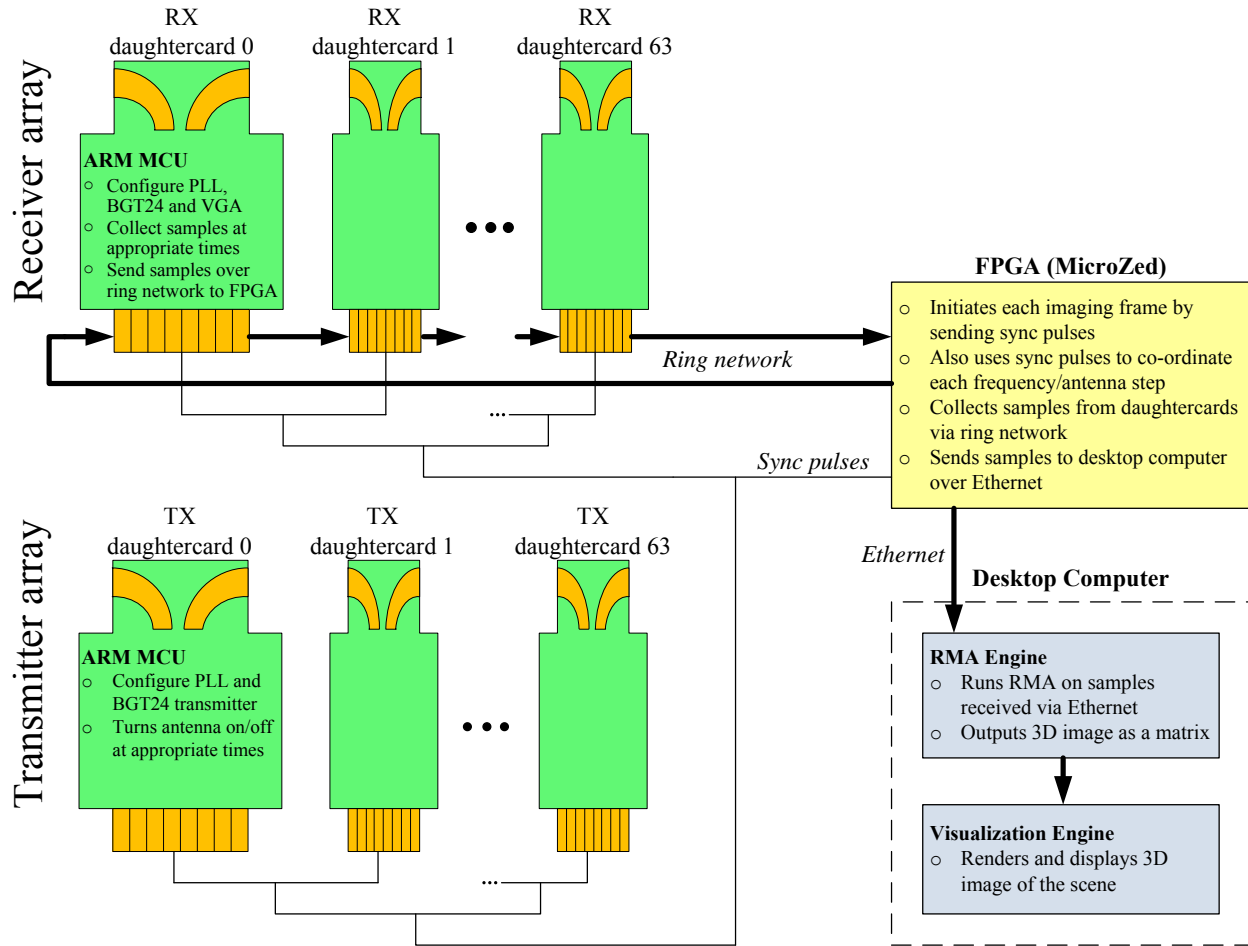 RX
daughtercard 0
RX
daughtercard 1
RX
daughtercard 63
Receiver array
ARM MCU
○ Configure PLL,
BGT24 and VGA
○ Collect samples at
appropriate times
○ Send samples over
ring network to FPGA
...
Ring network
Sync pulses
FPGA (MicroZed)
○ Initiates each imaging frame by
sending sync pulses
○ Also uses sync pulses to co-ordinate
each frequency/antenna step
○ Collects samples from daughtercards
via ring network
○ Sends samples to desktop computer
over Ethernet
Ethernet
Transmitter array
TX
daughtercard 0
TX
daughtercard 1
TX
daughtercard 63
ARM MCU
○ Configure PLL and
BGT24 transmitter
○ Turns antenna on/off
at appropriate times
...
Desktop Computer
RMA Engine
○ Runs RMA on samples
received via Ethernet
○ Outputs 3D image as a matrix
Visualization Engine
○ Renders and displays 3D
image of the scene